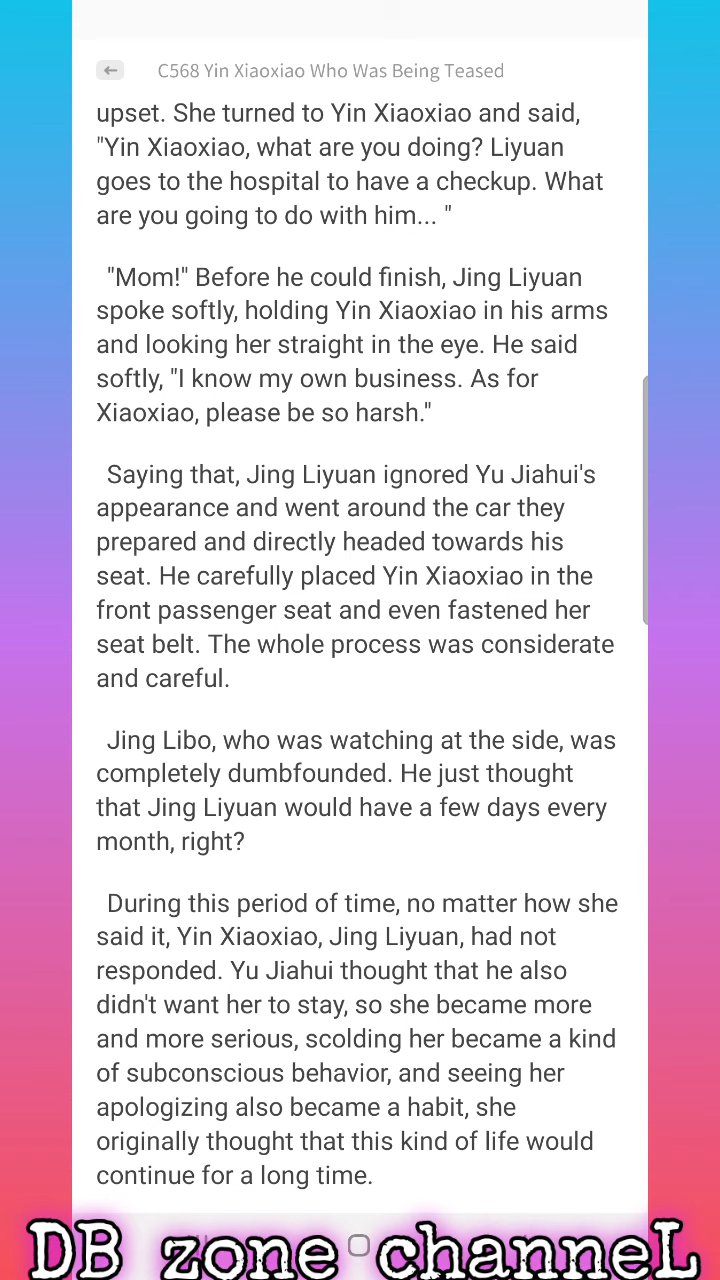 C568 Yin Xiaoxiao Who Was Being Teased
upset. She turned to Yin Xiaoxiao and said,
"Yin Xiaoxiao, what are you doing? Liyuan
goes to the hospital to have a checkup. What
are you going to do with him... "
"Mom!" Before he could finish, Jing Liyuan
spoke softly, holding Yin Xiaoxiao in his arms
and looking her straight in the eye. He said
softly, "I know my own business. As for
Xiaoxiao, please be so harsh."
Saying that, Jing Liyuan ignored Yu Jiahui's
appearance and went around the car they
prepared and directly headed towards his
seat. He carefully placed Yin Xiaoxiao in the
front passenger seat and even fastened her
seat belt. The whole process was considerate
and careful.
Jing Libo, who was watching at the side, was
completely dumbfounded. He just thought
that Jing Liyuan would have a few days every
month, right?
During this period of time, no matter how she
said it, Yin Xiaoxiao, Jing Liyuan, had not
responded. Yu Jiahui thought that he also
didn't want her to stay, so she became more
and more serious, scolding her became a kind
of subconscious behavior, and seeing her
apologizing also became a habit, she
originally thought that this kind of life would
continue for a long time.
DB zone channeL